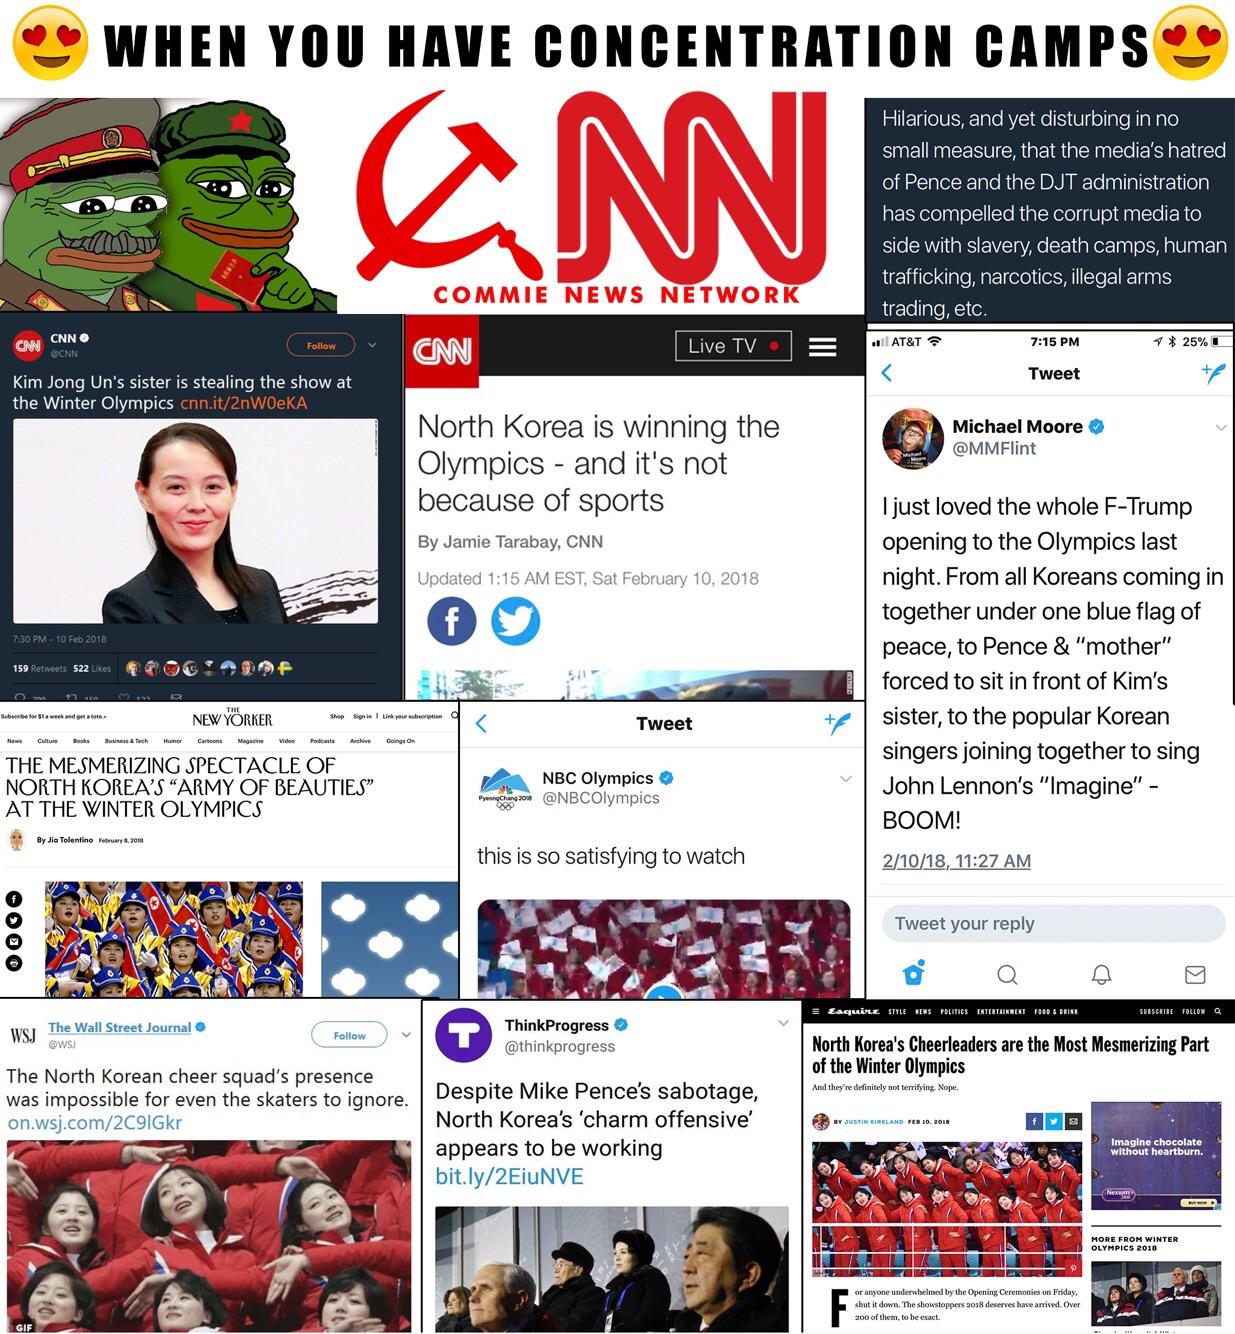 WHEN YOU HAVE CONCENTRATION CAMPS
CNN
COMMIE NEWS NETWORK
Hilarious, and yet disturbing in no
small measure, that the media's hatred
of Pence and the DJT administration
has compelled the corrupt media to
side with slavery, death camps, human
trafficking, narcotics, illegal arms
trading, etc.
CNN
CNN
@CNN
Follow
Kim Jong Un's sister is stealing the show at
the Winter Olympics cnn.it/2nW0eKA
7:30 PM - 10 Feb 2018
159 Retweets 522 Likes
CNN
Live TV
North Korea is winning the
Olympics - and it's not
because of sports
By Jamie Tarabay, CNN
Updated 1:15 AM EST, Sat February 10, 2018
AT&T
7:15 PM
25%
Tweet
Michael Moore
@MMFlint
I just loved the whole F-Trump
opening to the Olympics last
night. From all Koreans coming in
together under one blue flag of
peace, to Pence & “mother”
forced to sit in front of Kim's
sister, to the popular Korean
singers joining together to sing
John Lennon's “Imagine” -
BOOM!
2/10/18, 11:27 AM
Tweet your reply
Subscribe for $1 a week and get a tote.»
THE
NEW YORKER
Shop Sign in | Link your subscription
News Culture Books Business & Tech Humor Cartoons Magazine Video Podcasts Archive Goings On
THE MESMERIZING SPECTACLE OF
NORTH KOREA'S “ARMY OF BEAUTIES”
AT THE WINTER OLYMPICS
By Jia Tolentino February 8, 2018
Tweet
NBC Olympics
@NBCOlympics
PyeongChang 2018
this is so satisfying to watch
WSJ
The Wall Street Journal
@WSJ
Follow
The North Korean cheer squad's presence
was impossible for even the skaters to ignore.
on.wsj.com/2C9lGkr
GIF
ThinkProgress
@thinkprogress
Despite Mike Pence's sabotage,
North Korea's ‘charm offensive’
appears to be working
bit.ly/2EiuNVE
Esquire STYLE NEWS POLITICS ENTERTAINMENT FOOD & DRINK SUBSCRIBE FOLLOW
North Korea's Cheerleaders are the Most Mesmerizing Part
of the Winter Olympics
And they're definitely not terrifying. Nope.
BY JUSTIN KIRKLAND FEB 10, 2018
Imagine chocolate
without heartburn.
Nexium
BUY NOW
MORE FROM WINTER
OLYMPICS 2018
For anyone underwhelmed by the Opening Ceremonies on Friday,
shut it down. The showstoppers 2018 deserves have arrived. Over
200 of them, to be exact.